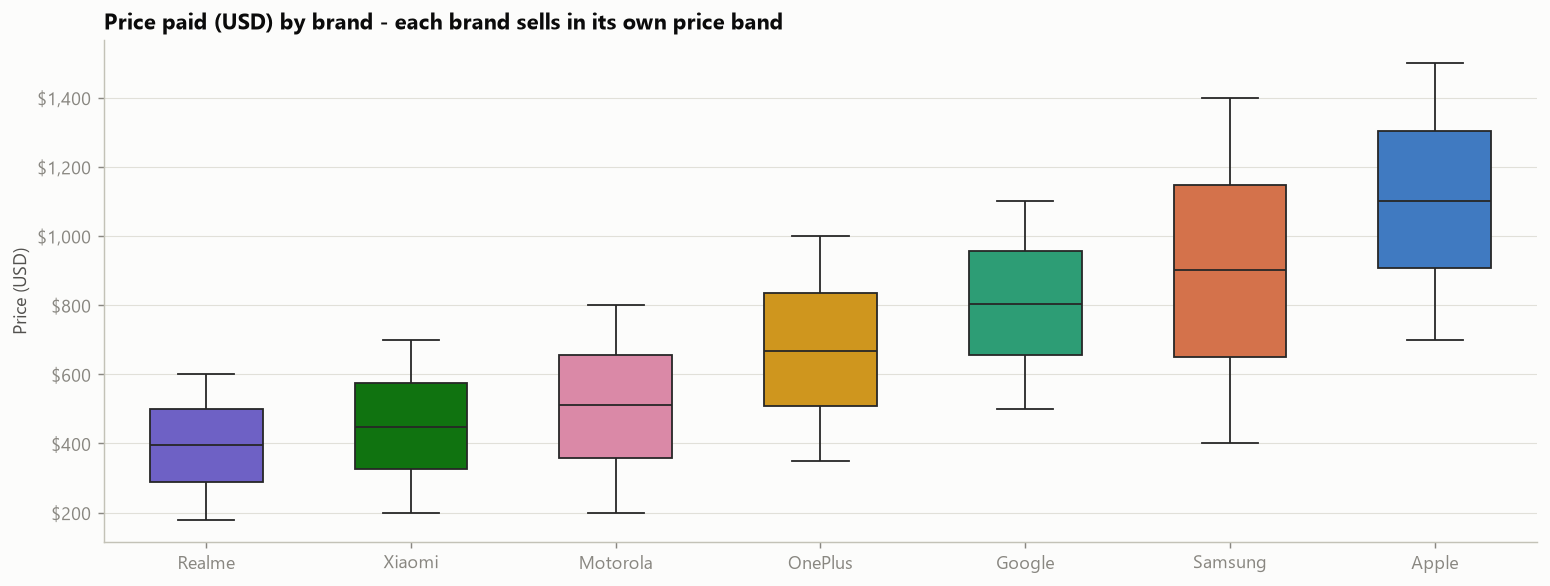 Price paid (USD) by brand - each brand sells in its own price band
Price (USD)
$1,400
$1,200
$1,000
$800
$600
$400
$200
Realme Xiaomi Motorola OnePlus Google Samsung Apple